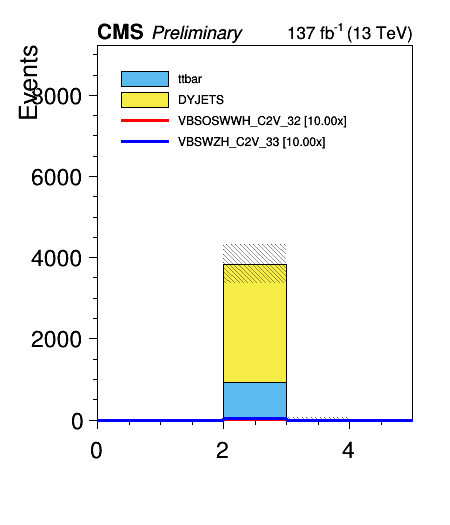 CMS Preliminary 137 fb⁻¹ (13 TeV)
Events
ttbar
DYJETS
VBSOSWWH_C2V_32 [10.00x]
VBSWZH_C2V_33 [10.00x]
8000
6000
4000
2000
0
0 2 4